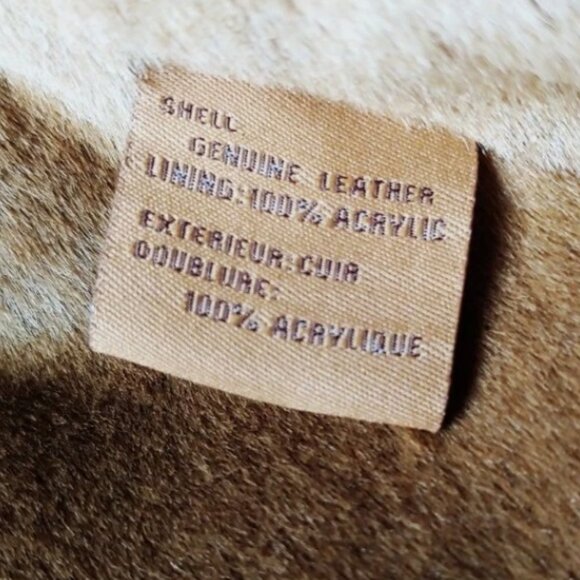 SHELL
GENUINE LEATHER
LINING: 100% ACRYLIC
EXTERIEUR: CUIR
DOUBLURE:
100% ACRYLIQUE